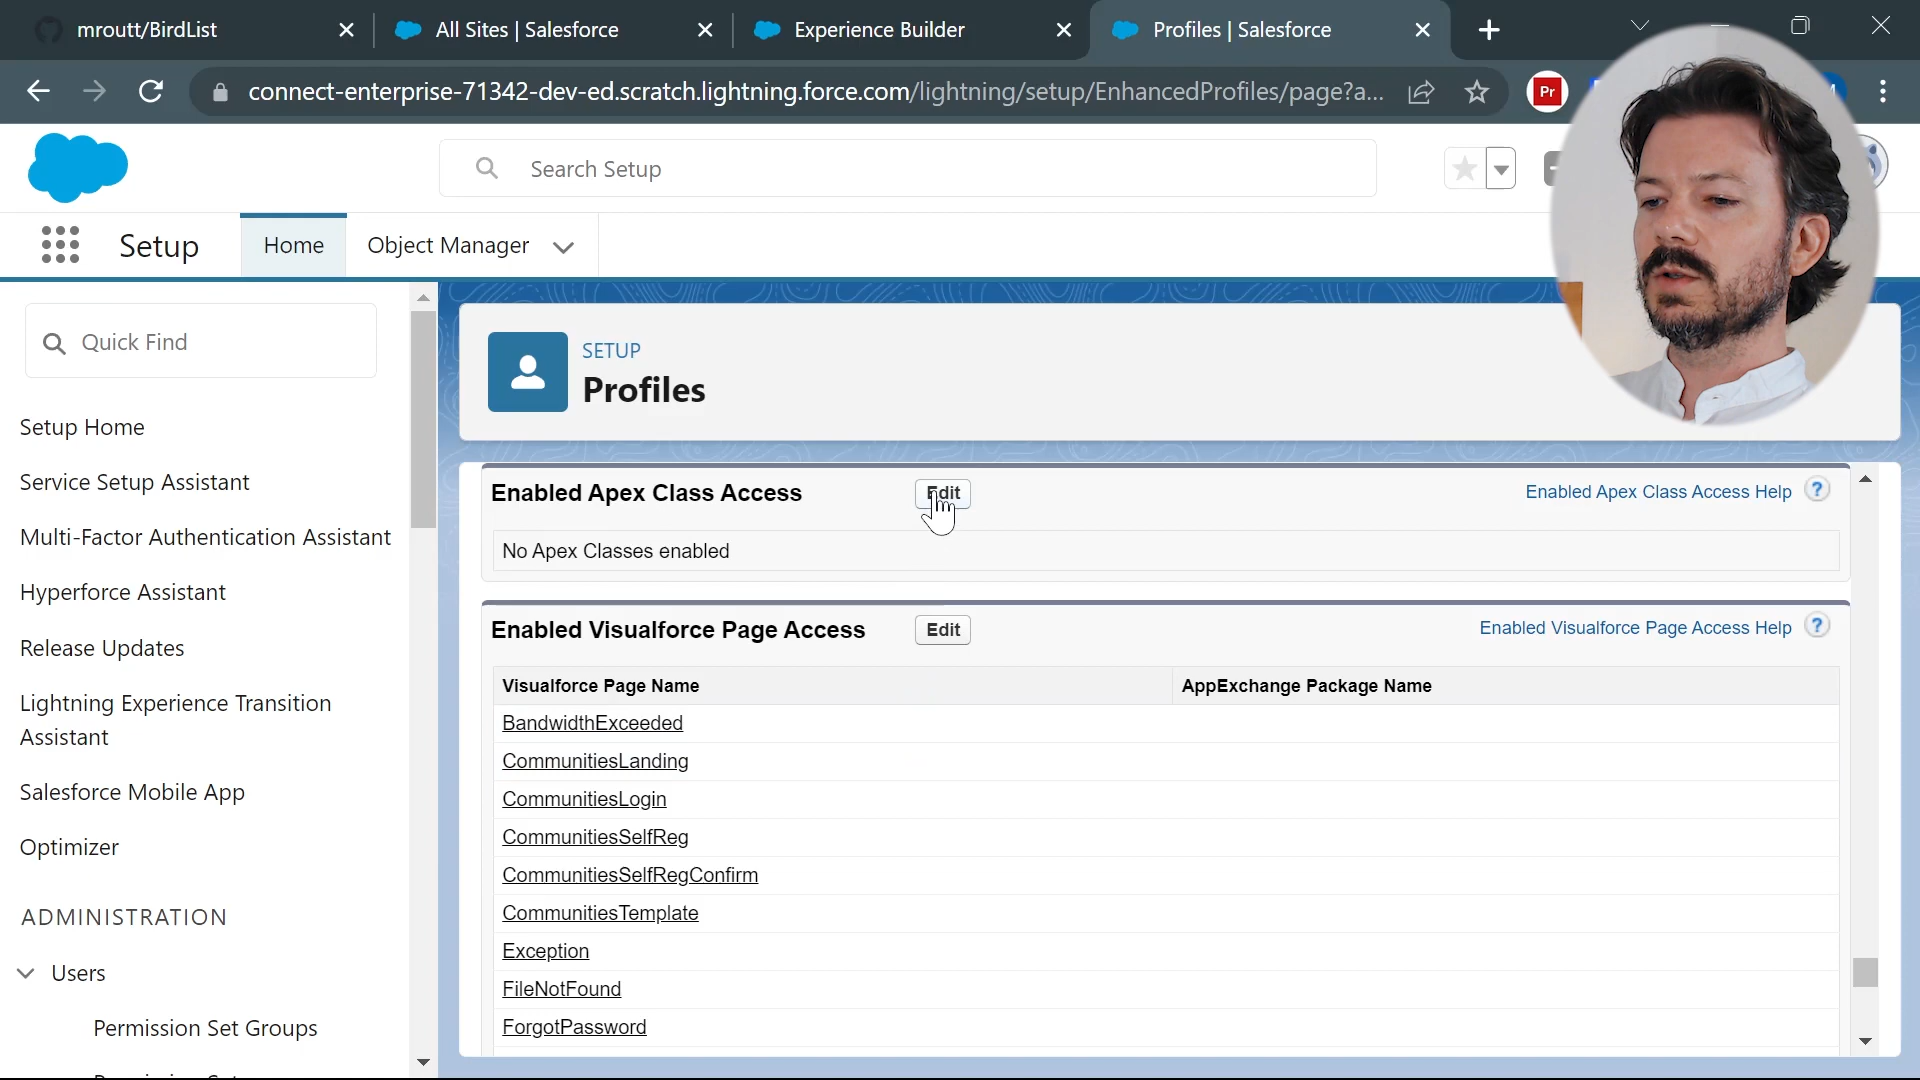 mroutt/BirdList
All Sites | Salesforce
Experience Builder
Profiles | Salesforce
connect-enterprise-71342-dev-ed.scratch.lightning.force.com/lightning/setup/EnhancedProfiles/page?a...
Pr
Search Setup
Setup
Home
Object Manager
Quick Find
Setup Home
Service Setup Assistant
Multi-Factor Authentication Assistant
Hyperforce Assistant
Release Updates
Lightning Experience Transition
Assistant
Salesforce Mobile App
Optimizer
ADMINISTRATION
Users
Permission Set Groups
SETUP
Profiles
Enabled Apex Class Access
Edit
Enabled Apex Class Access Help ?
No Apex Classes enabled
Enabled Visualforce Page Access
Edit
Enabled Visualforce Page Access Help ?
Visualforce Page Name
AppExchange Package Name
BandwidthExceeded
CommunitiesLanding
CommunitiesLogin
CommunitiesSelfReg
CommunitiesSelfRegConfirm
CommunitiesTemplate
Exception
FileNotFound
ForgotPassword